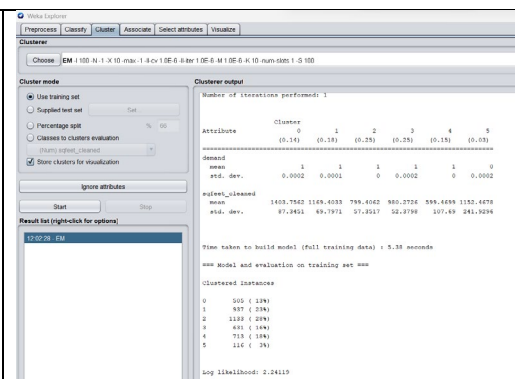 Weka Explorer
Preprocess Classify Cluster Associate Select attributes Visualize
Clusterer
Choose EM -I 100 -N -1 -X 10 -max -1 -ll-cv 1.0E-6 -ll-iter 1.0E-6 -M 1.0E-6 -K 10 -num-slots 1 -S 100
Cluster mode
Use training set
Supplied test set Set...
Percentage split % 66
Classes to clusters evaluation
(Num) sqfeet_cleaned
Store clusters for visualization
Ignore attributes
Start Stop
Result list (right-click for options)
12:02:28 - EM
Clusterer output
Number of iterations performed: 1
Cluster
Attribute 0 1 2 3 4 5
(0.14) (0.18) (0.25) (0.25) (0.15) (0.03)
demand
mean 1 1 1 1 1 0
std. dev. 0.0002 0.0001 0 0.0002 0 0.0002
sqfeet_cleaned
mean 1403.7562 1169.4033 799.4062 980.2726 599.4699 1152.4678
std. dev. 87.3451 69.7971 57.3517 52.3798 107.69 241.9296
Time taken to build model (full training data) : 5.38 seconds
=== Model and evaluation on training set ===
Clustered Instances
0 505 ( 13%)
1 937 ( 23%)
2 1133 ( 28%)
3 631 ( 16%)
4 713 ( 18%)
5 116 ( 3%)
Log likelihood: 2.24119